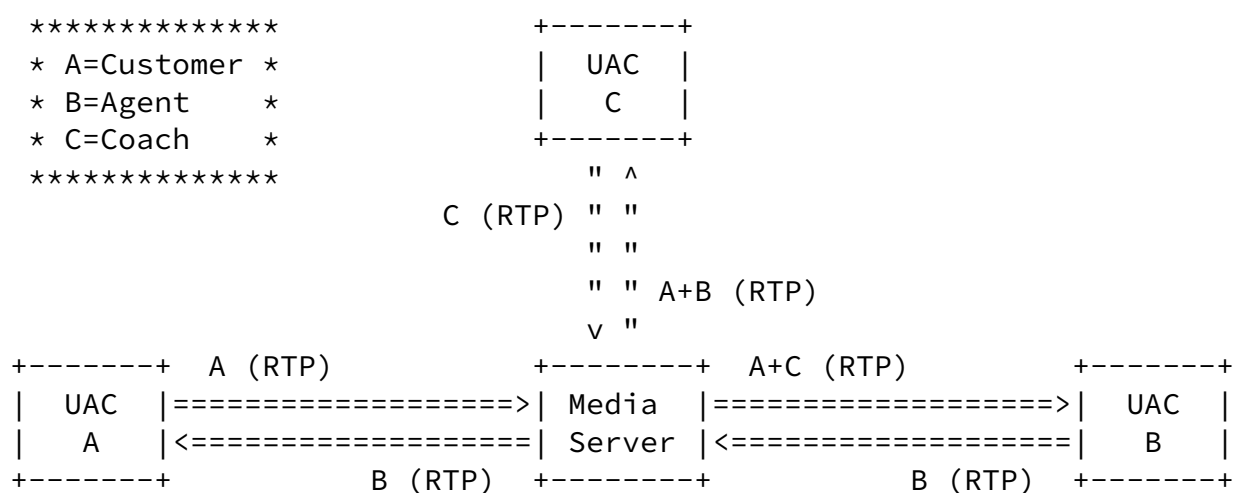 **************              +-------+
* A=Customer *              |  UAC  |
* B=Agent    *              |   C   |
* C=Coach    *              +-------+
**************                 " ^
                       C (RTP) " "
                               " "
                               " " A+B (RTP)
                               v "
+-------+  A (RTP)          +--------+  A+C (RTP)          +-------+
|  UAC  |===================>| Media  |===================>|  UAC  |
|   A   |<===================| Server |<===================|   B   |
+-------+           B (RTP)  +--------+           B (RTP)  +-------+